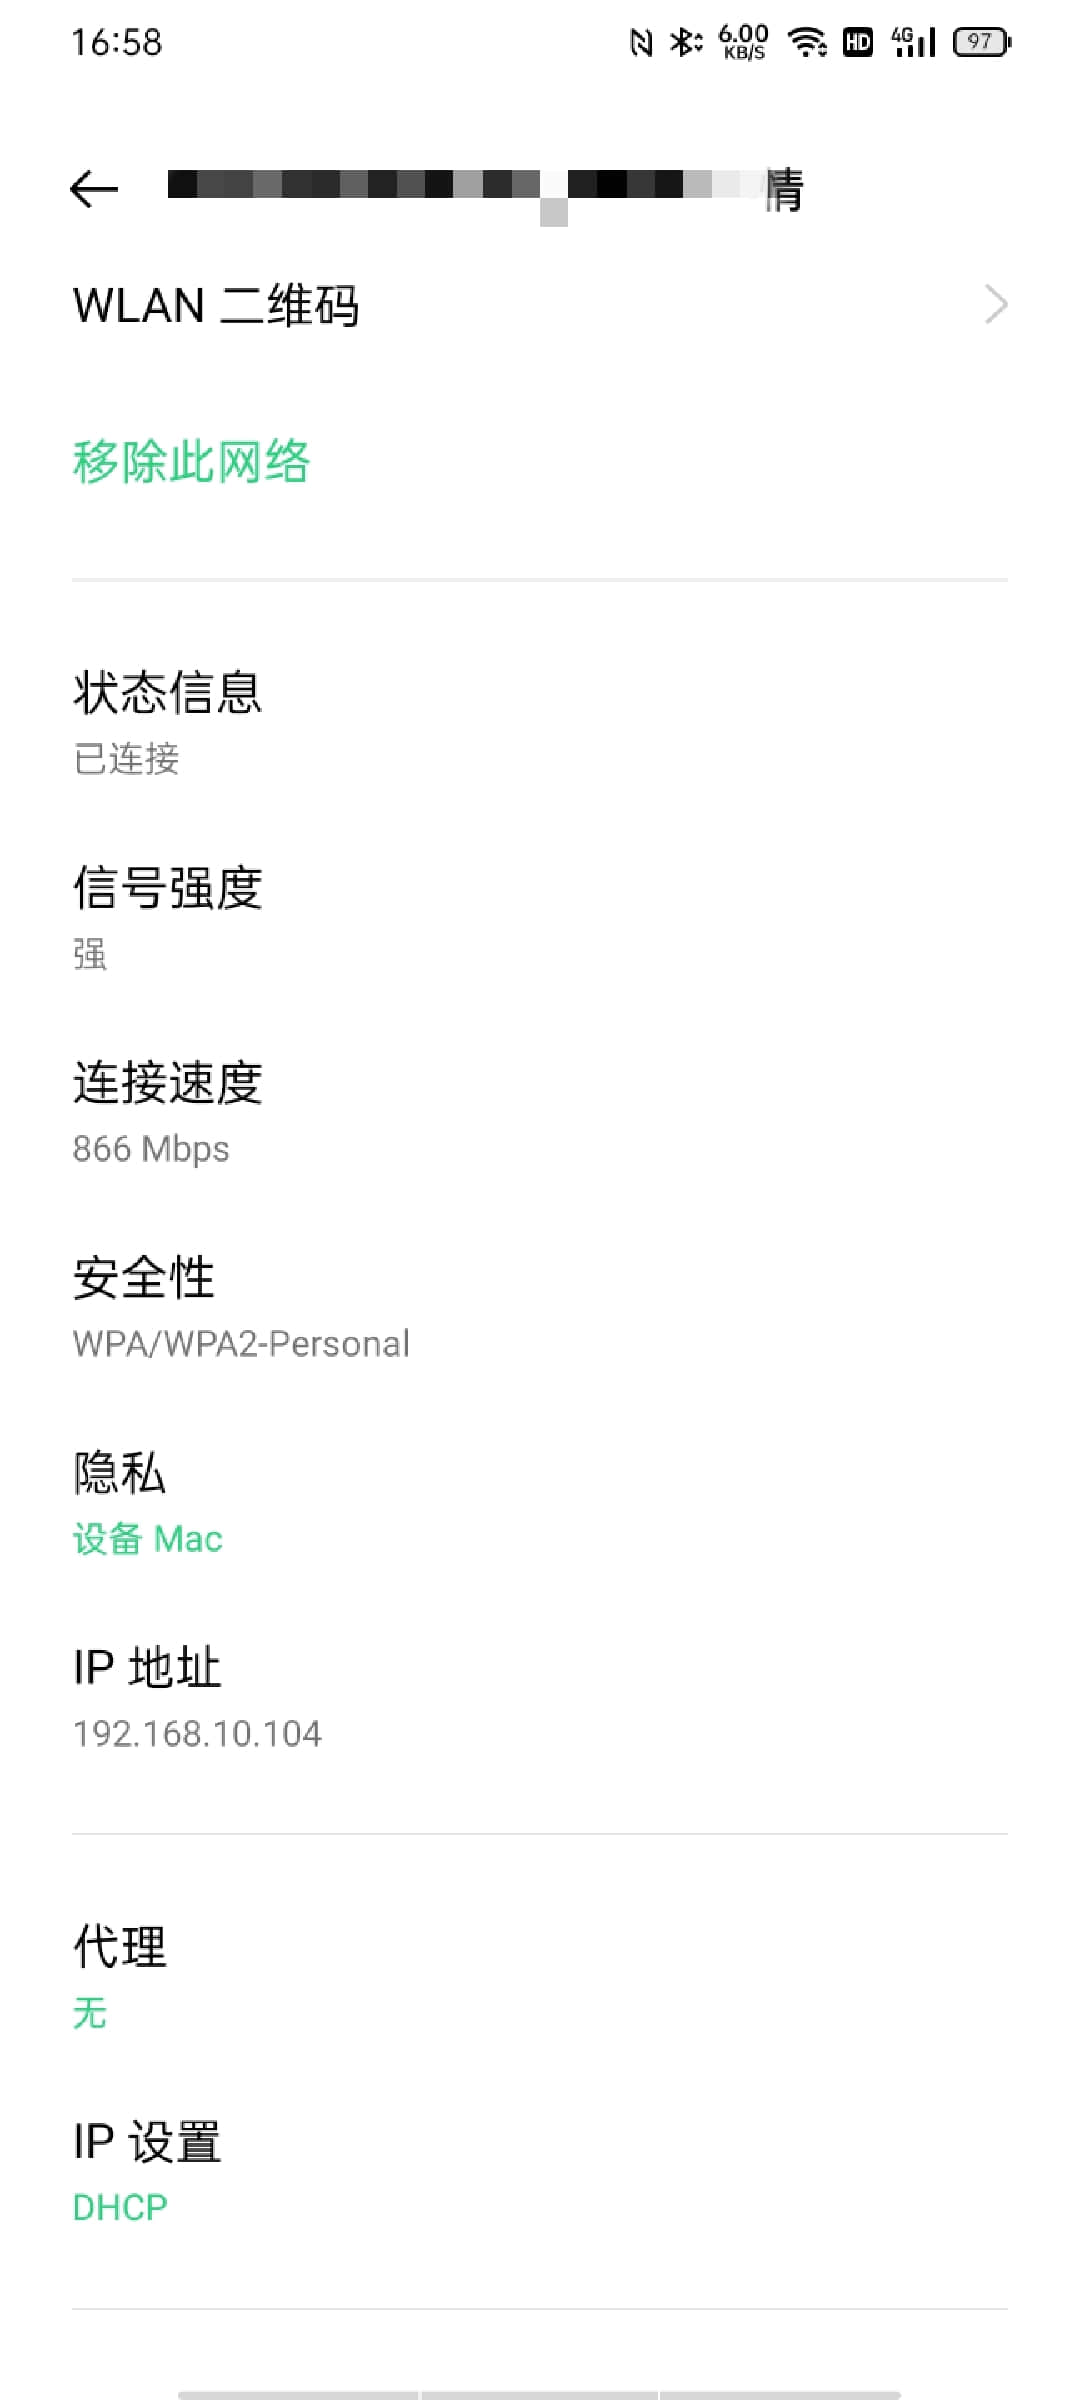 16:58
6.00 KB/S
HD
4G
97
情
WLAN 二维码
移除此网络
状态信息
已连接
信号强度
强
连接速度
866 Mbps
安全性
WPA/WPA2-Personal
隐私
设备 Mac
IP 地址
192.168.10.104
代理
无
IP 设置
DHCP